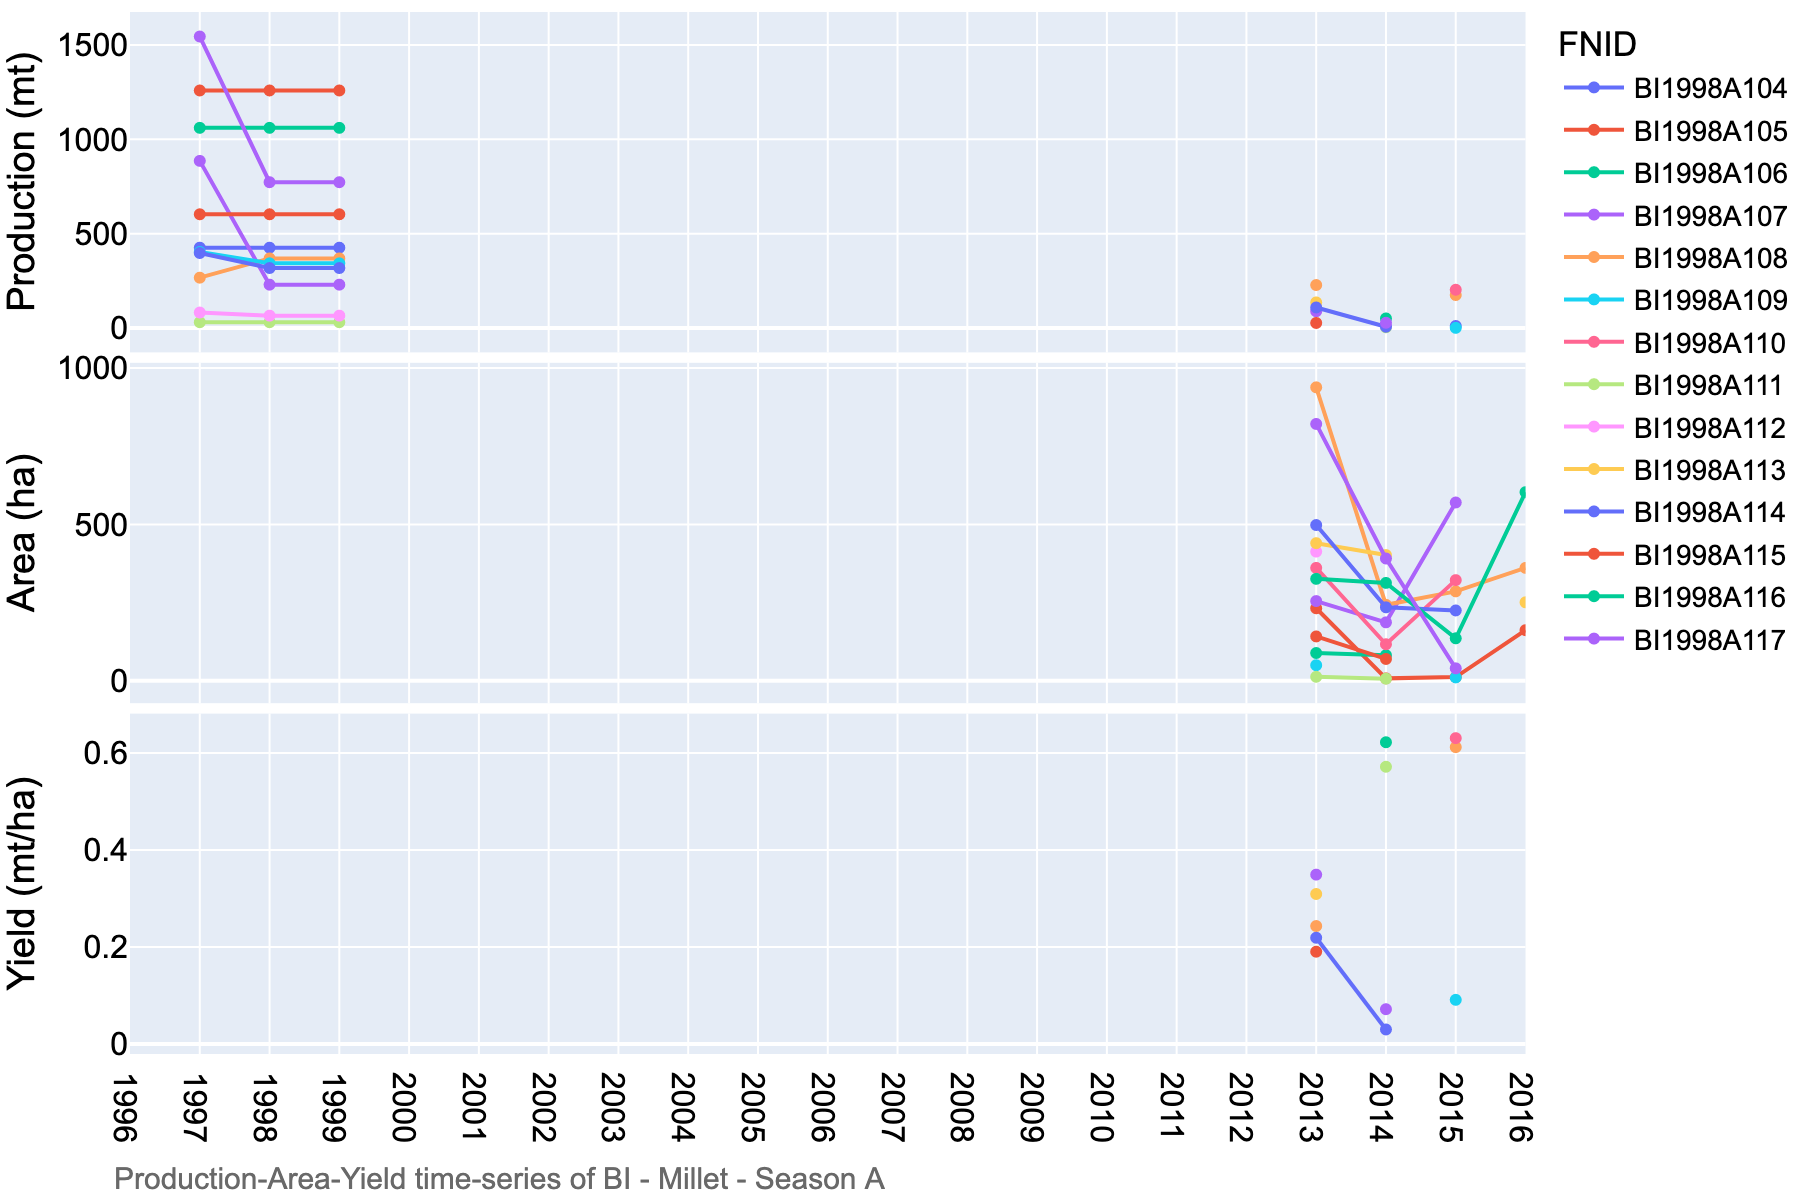 Production (mt)
1500
1000
500
0
Area (ha)
1000
500
0
Yield (mt/ha)
0.6
0.4
0.2
0
1996
1997
1998
1999
2000
2001
2002
2003
2004
2005
2006
2007
2008
2009
2010
2011
2012
2013
2014
2015
2016
Production-Area-Yield time-series of BI - Millet - Season A
FNID
BI1998A104
BI1998A105
BI1998A106
BI1998A107
BI1998A108
BI1998A109
BI1998A110
BI1998A111
BI1998A112
BI1998A113
BI1998A114
BI1998A115
BI1998A116
BI1998A117